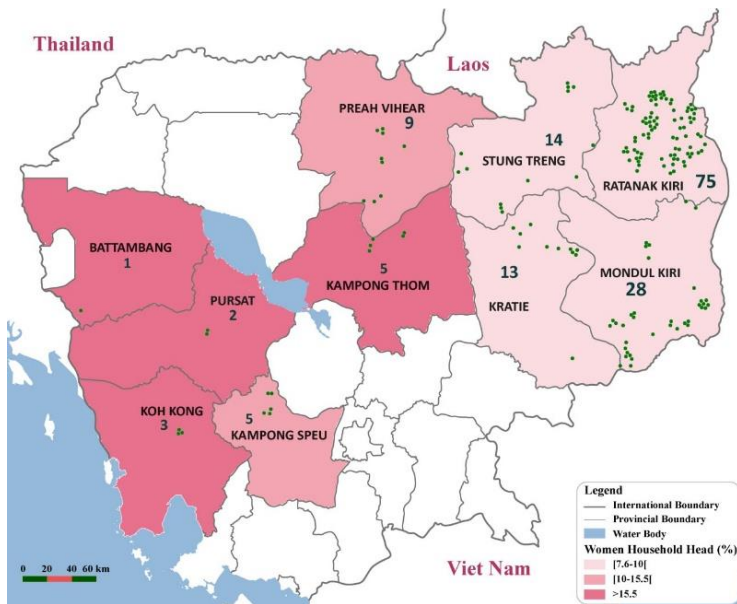 Thailand
Laos
PREAH VIHEAR
9
14
STUNG TRENG
RATANAK KIRI 75
BATTAMBANG
1
5
KAMPONG THOM
13
KRATIE
MONDUL KIRI
28
PURSAT
2
KOH KONG
3
5
KAMPONG SPEU
Viet Nam
0 20 40 60 km
Legend
International Boundary
Provincial Boundary
Water Body
Women Household Head (%)
[7.6-10[
[10-15.5[
>15.5